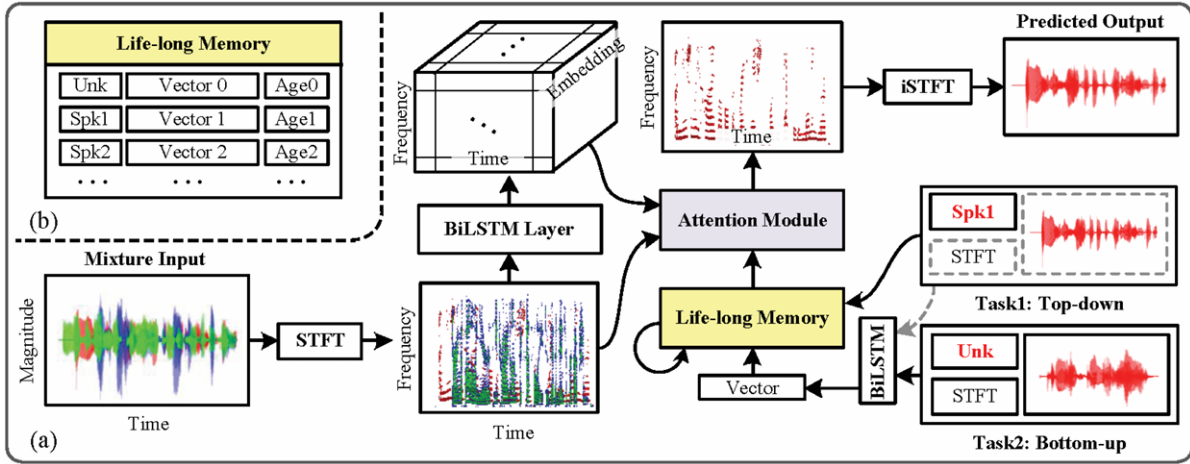 Life-long Memory
Unk Vector 0 Age0
Spk1 Vector 1 Age1
Spk2 Vector 2 Age2
... ... ...
(b)
Mixture Input
Magnitude
Time
(a)
STFT
Frequency
Time
BiLSTM Layer
Frequency
Time
Embedding
Frequency
Time
Attention Module
Life-long Memory
Vector
BiLSTM
iSTFT
Predicted Output
Spk1
STFT
Task1: Top-down
Unk
STFT
Task2: Bottom-up